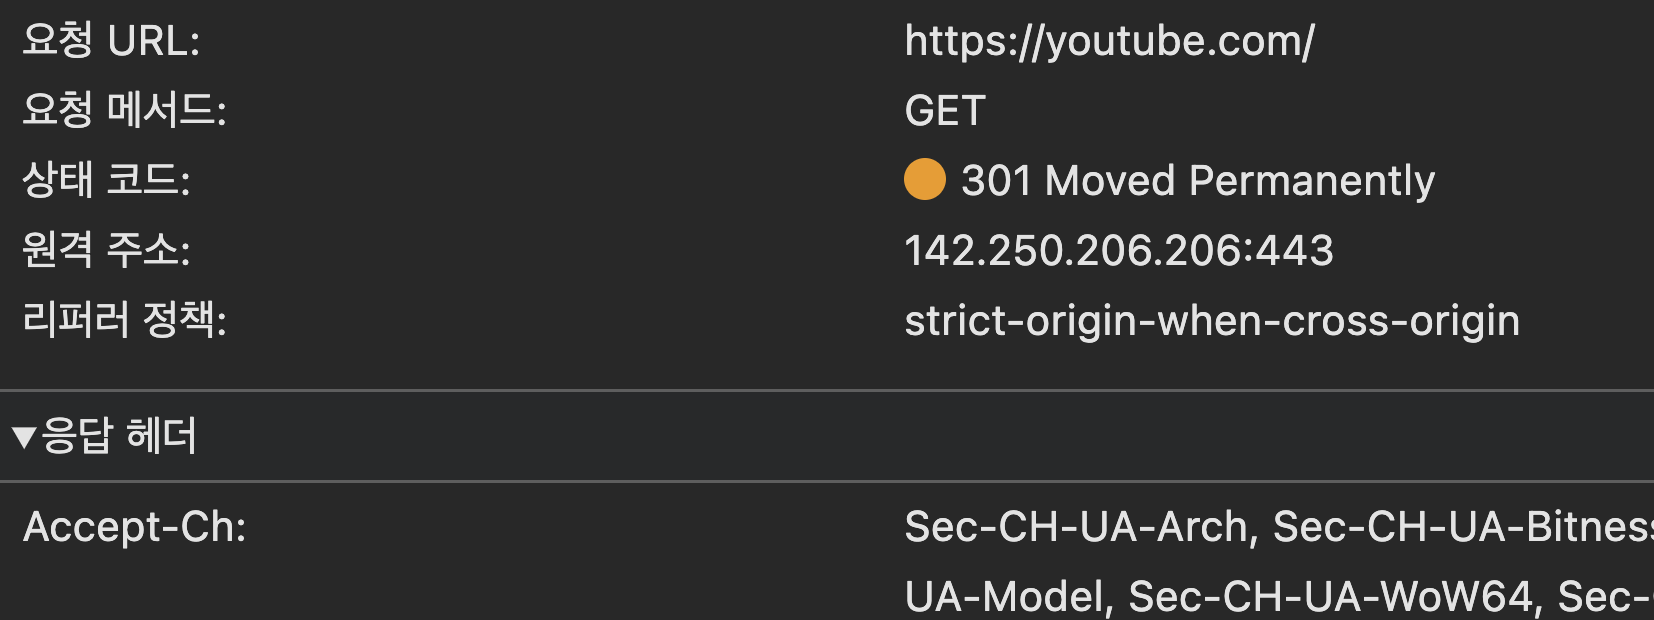 요청 URL: https://youtube.com/
요청 메서드: GET
상태 코드: 301 Moved Permanently
원격 주소: 142.250.206.206:443
리퍼러 정책: strict-origin-when-cross-origin
▼응답 헤더
Accept-Ch: Sec-CH-UA-Arch, Sec-CH-UA-Bitness
UA-Model, Sec-CH-UA-WoW64, Sec-